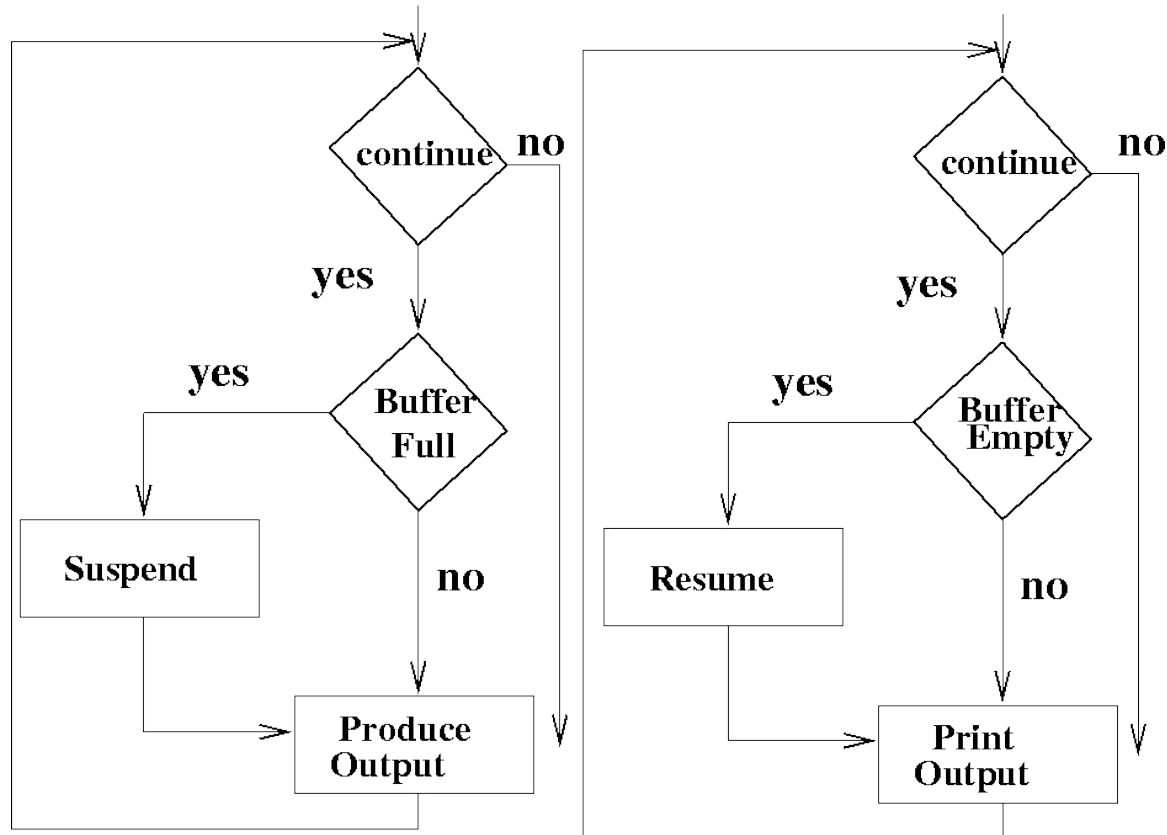 continue
no
yes
yes
Buffer
Full
Suspend
no
Produce
Output
continue
no
yes
yes
Buffer
Empty
Resume
no
Print
Output